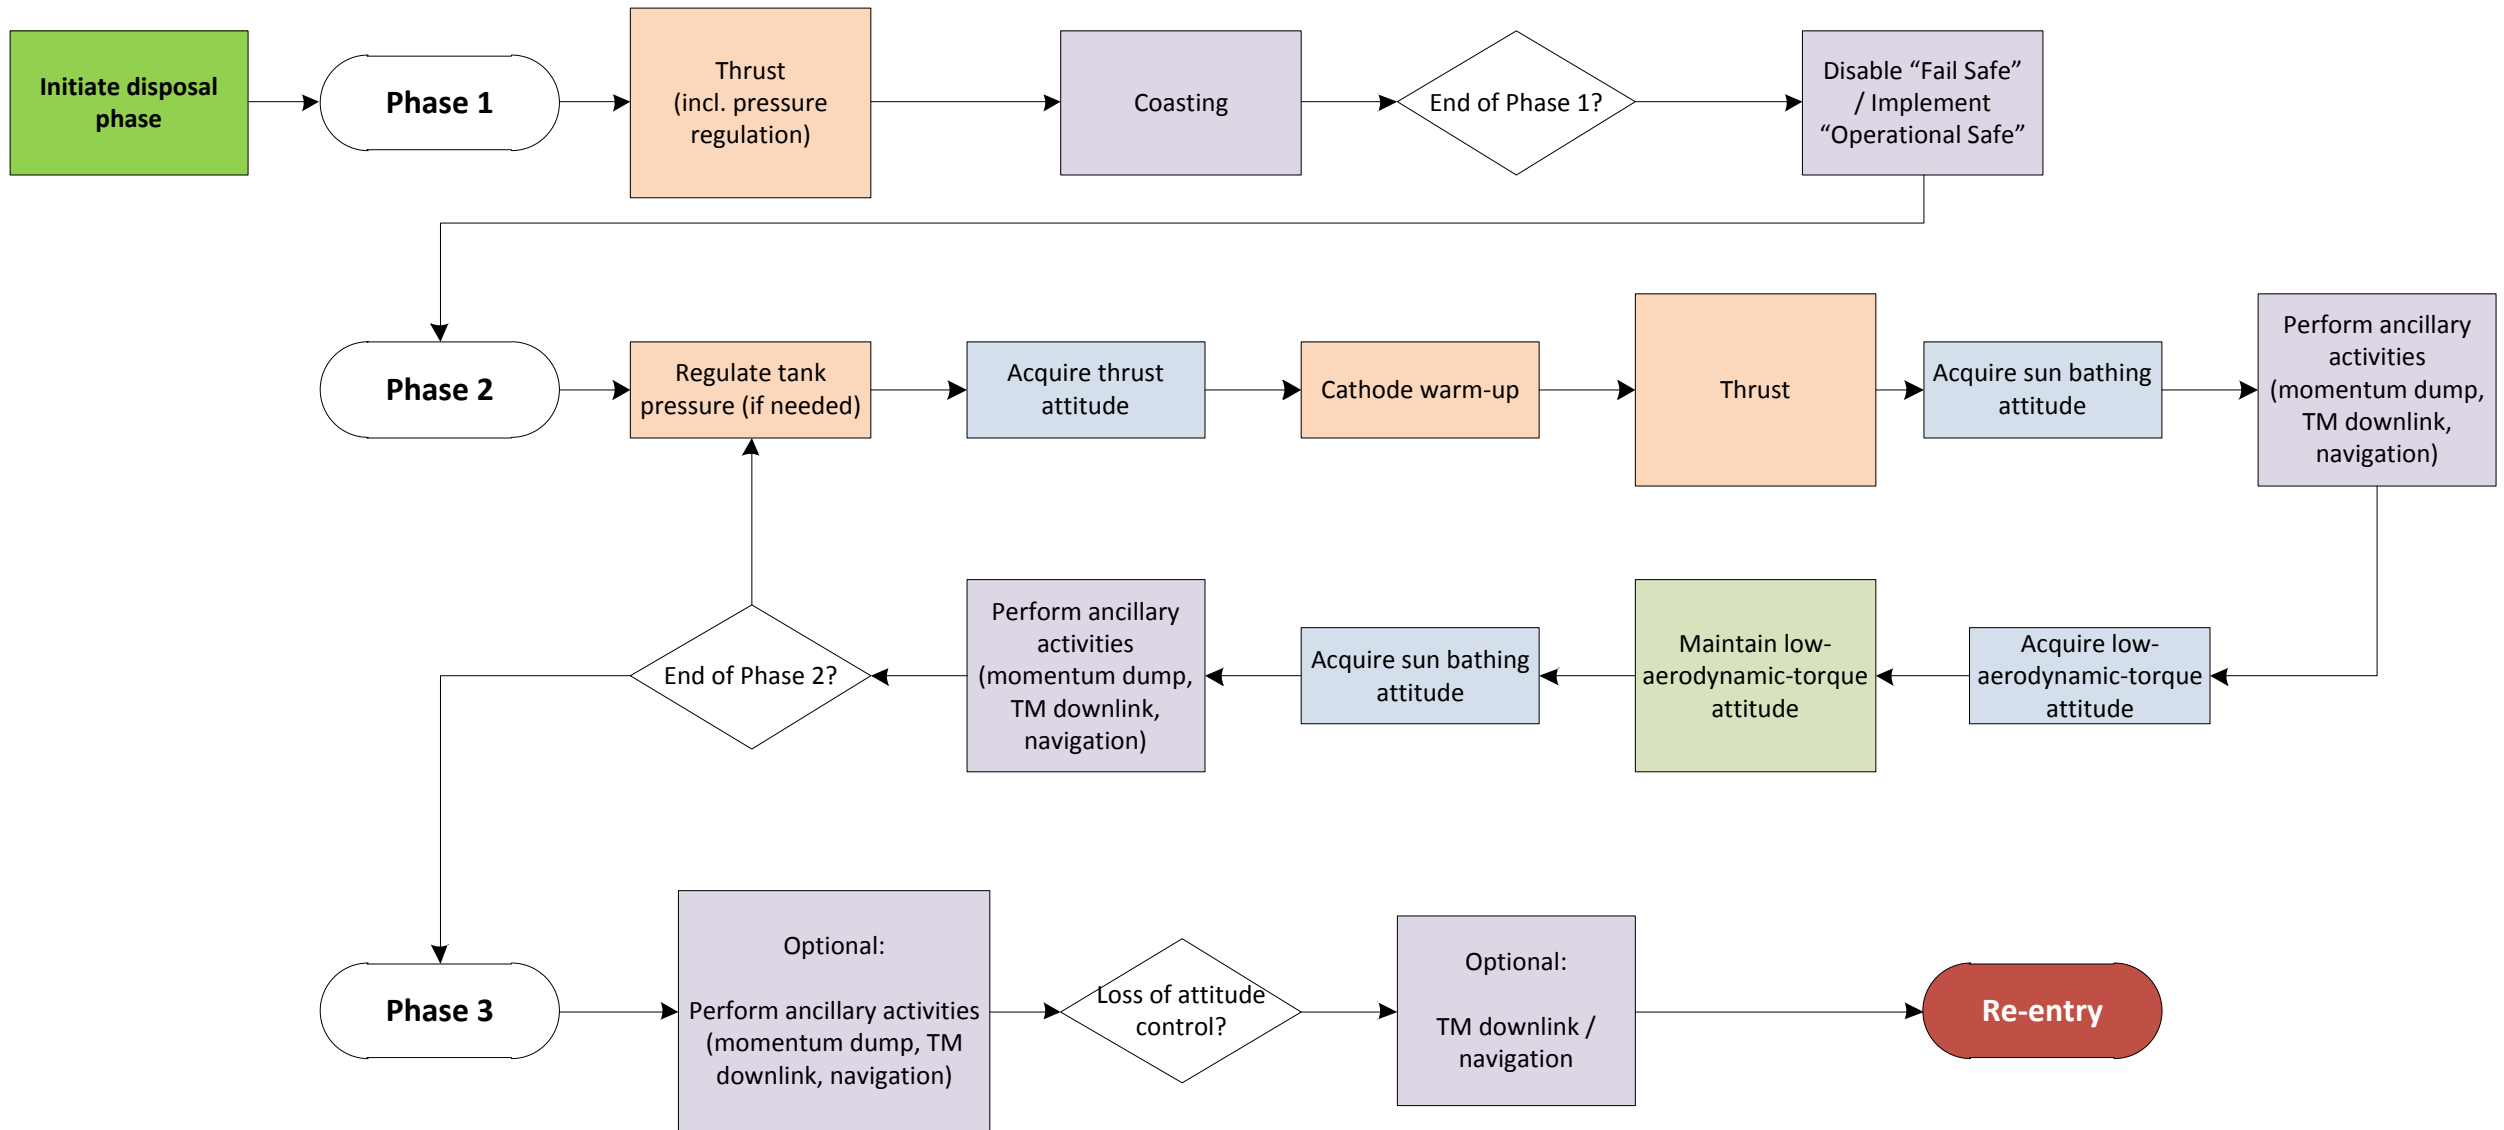 Initiate disposal
phase
Phase 1
Thrust
(incl. pressure
regulation)
Coasting
End of Phase 1?
Disable “Fail Safe”
/ Implement
“Operational Safe”
Phase 2
Regulate tank
pressure (if needed)
Acquire thrust
attitude
Cathode warm-up
Thrust
Acquire sun bathing
attitude
Perform ancillary
activities
(momentum dump,
TM downlink,
navigation)
Acquire low-
aerodynamic-torque
attitude
Maintain low-
aerodynamic-torque
attitude
Acquire sun bathing
attitude
Perform ancillary
activities
(momentum dump,
TM downlink,
navigation)
End of Phase 2?
Phase 3
Optional:
Perform ancillary activities
(momentum dump, TM
downlink, navigation)
Loss of attitude
control?
Optional:
TM downlink /
navigation
Re-entry